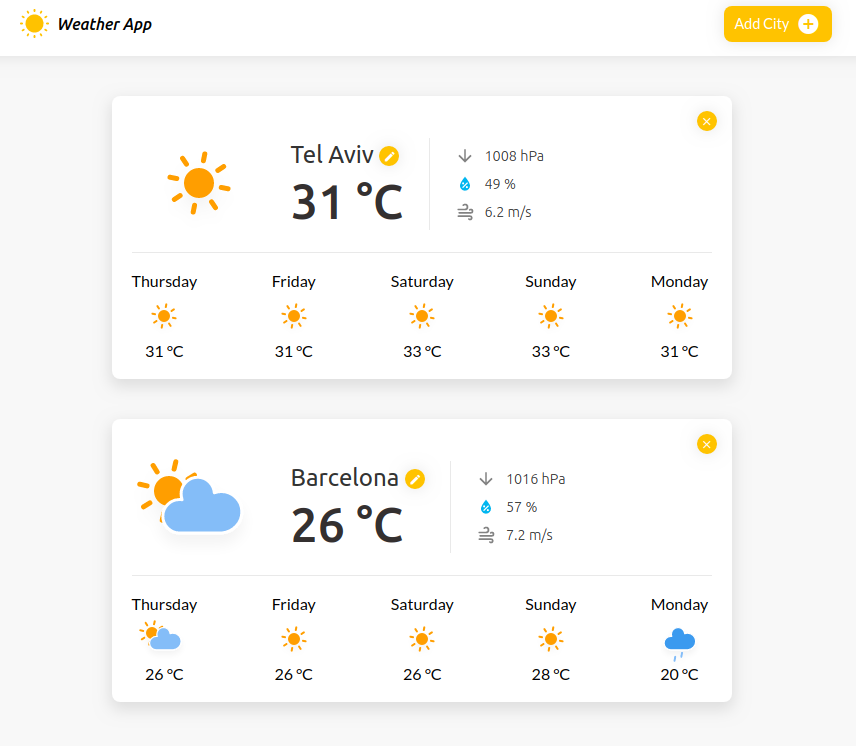 Weather App
Add City
Tel Aviv
31 °C
1008 hPa
49 %
6.2 m/s
Thursday Friday Saturday Sunday Monday
31 °C 31 °C 33 °C 33 °C 31 °C
Barcelona
26 °C
1016 hPa
57 %
7.2 m/s
Thursday Friday Saturday Sunday Monday
26 °C 26 °C 26 °C 28 °C 20 °C